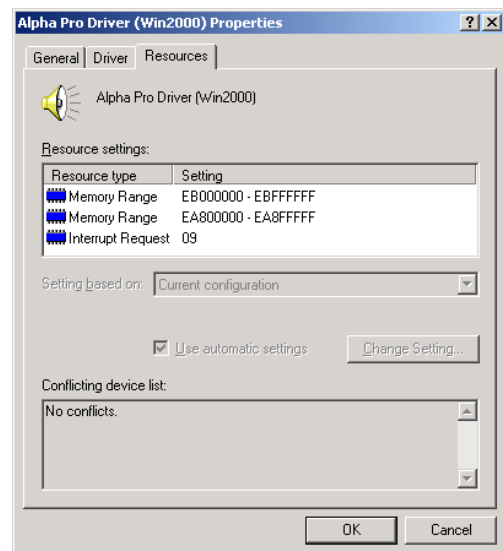 Alpha Pro Driver (Win2000) Properties
General Driver Resources
Alpha Pro Driver (Win2000)
Resource settings:
Resource type Setting
Memory Range EB000000 - EBFFFFFF
Memory Range EA800000 - EA8FFFFF
Interrupt Request 09
Setting based on: Current configuration
Use automatic settings Change Setting...
Conflicting device list:
No conflicts.
OK Cancel